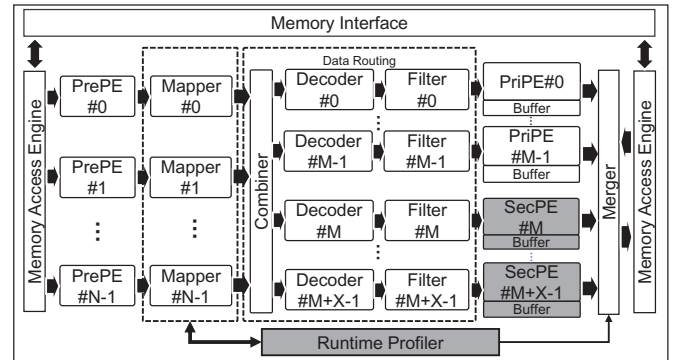 Memory Interface
Data Routing
Memory Access Engine
PrePE
#0
Mapper
#0
Combiner
Decoder
#0
Filter
#0
PriPE#0
Buffer
Merger
Memory Access Engine
Decoder
#M-1
Filter
#M-1
PriPE
#M-1
Buffer
PrePE
#1
Mapper
#1
Decoder
#M
Filter
#M
SecPE
#M
Buffer
PrePE
#N-1
Mapper
#N-1
Decoder
#M+X-1
Filter
#M+X-1
SecPE
#M+X-1
Buffer
Runtime Profiler